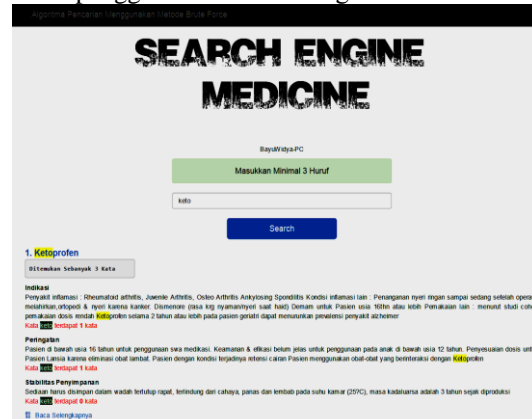 Algoritma Pencarian Menggunakan Metode Brute Force
SEARCH ENGINE
MEDICINE
BayuWidya-PC
Masukkan Minimal 3 Huruf
keto
Search
1. Ketoprofen
Ditemukan Sebanyak 3 Kata
Indikasi
Penyakit inflamasi : Rheumatoid arthritis, Juvenile Arthritis, Osteo Arthritis Ankylosing Spondilitis Kondisi inflamasi lain : Penanganan nyeri ringan sampai sedang setelah opera
melahirkan,ortopedi & nyeri karena kanker. Dismenore (rasa krg nyaman/nyeri saat haid) Demam untuk Pasien usia 16thn atau lebih Pemakaian lain : menurut studi coho
pemakaian dosis rendah Ketoprofen selama 2 tahun atau lebih pada pasien geriatri dapat menurunkan prevalensi penyakit alzheimer
Kata keto terdapat 1 kata
Peringatan
Pasien di bawah usia 16 tahun untuk penggunaan swa medikasi. Keamanan & efikasi belum jelas untuk penggunaan pada anak di bawah usia 12 tahun. Penyesuaian dosis unt
Pasien Lansia karena eliminasi obat lambat. Pasien dengan kondisi terjadinya retensi cairan Pasien menggunakan obat-obat yang berinteraksi dengan Ketoprofen
Kata keto terdapat 1 kata
Stabilitas Penyimpanan
Sediaan harus disimpan dalam wadah tertutup rapat, terlindung dari cahaya, panas dan lembab pada suhu kamar (25?C), masa kadaluarsa adalah 3 tahun sejak diproduksi
Kata keto terdapat 0 kata
Baca Selengkapnya